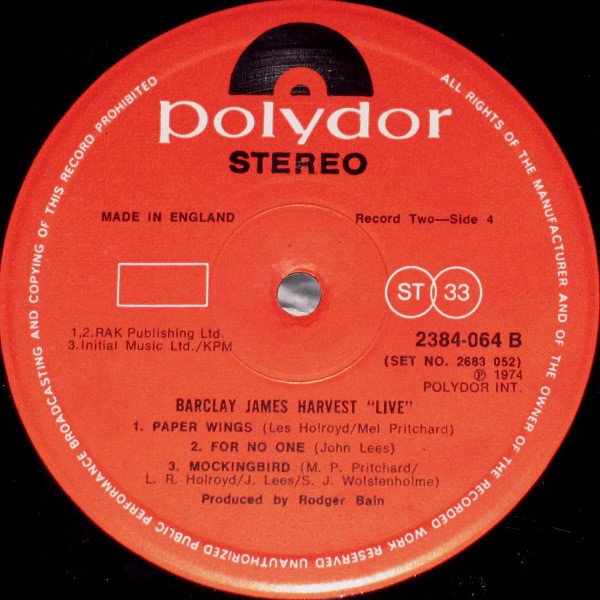 polydor
STEREO
MADE IN ENGLAND
Record Two—Side 4
ST 33
1,2.RAK Publishing Ltd.
3.Initial Music Ltd./KPM
2384-064 B
(SET NO. 2683 052)
℗ 1974
POLYDOR INT.
BARCLAY JAMES HARVEST "LIVE"
1. PAPER WINGS (Les Holroyd/Mel Pritchard)
2. FOR NO ONE (John Lees)
3. MOCKINGBIRD (M. P. Pritchard/
L. R. Holroyd/J. Lees/S. J. Wolstenholme)
Produced by Rodger Bain
ALL RIGHTS OF THE MANUFACTURER AND OF THE OWNER OF THE RECORDED WORK RESERVED UNAUTHORIZED PUBLIC PERFORMANCE BROADCASTING AND COPYING OF THIS RECORD PROHIBITED